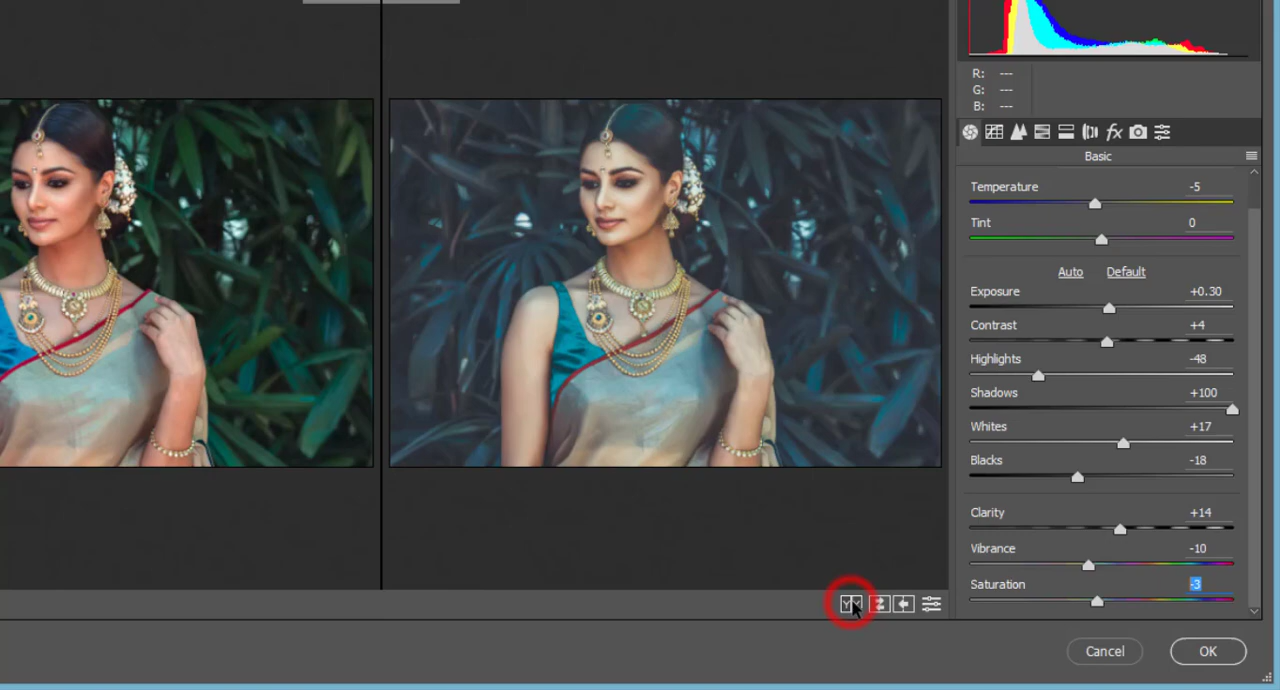 R: ---
G: ---
B: ---
fx
Basic
Temperature -5
Tint 0
Auto Default
Exposure +0.30
Contrast +4
Highlights -48
Shadows +100
Whites +17
Blacks -18
Clarity +14
Vibrance -10
Saturation -3
Y Y
Cancel OK